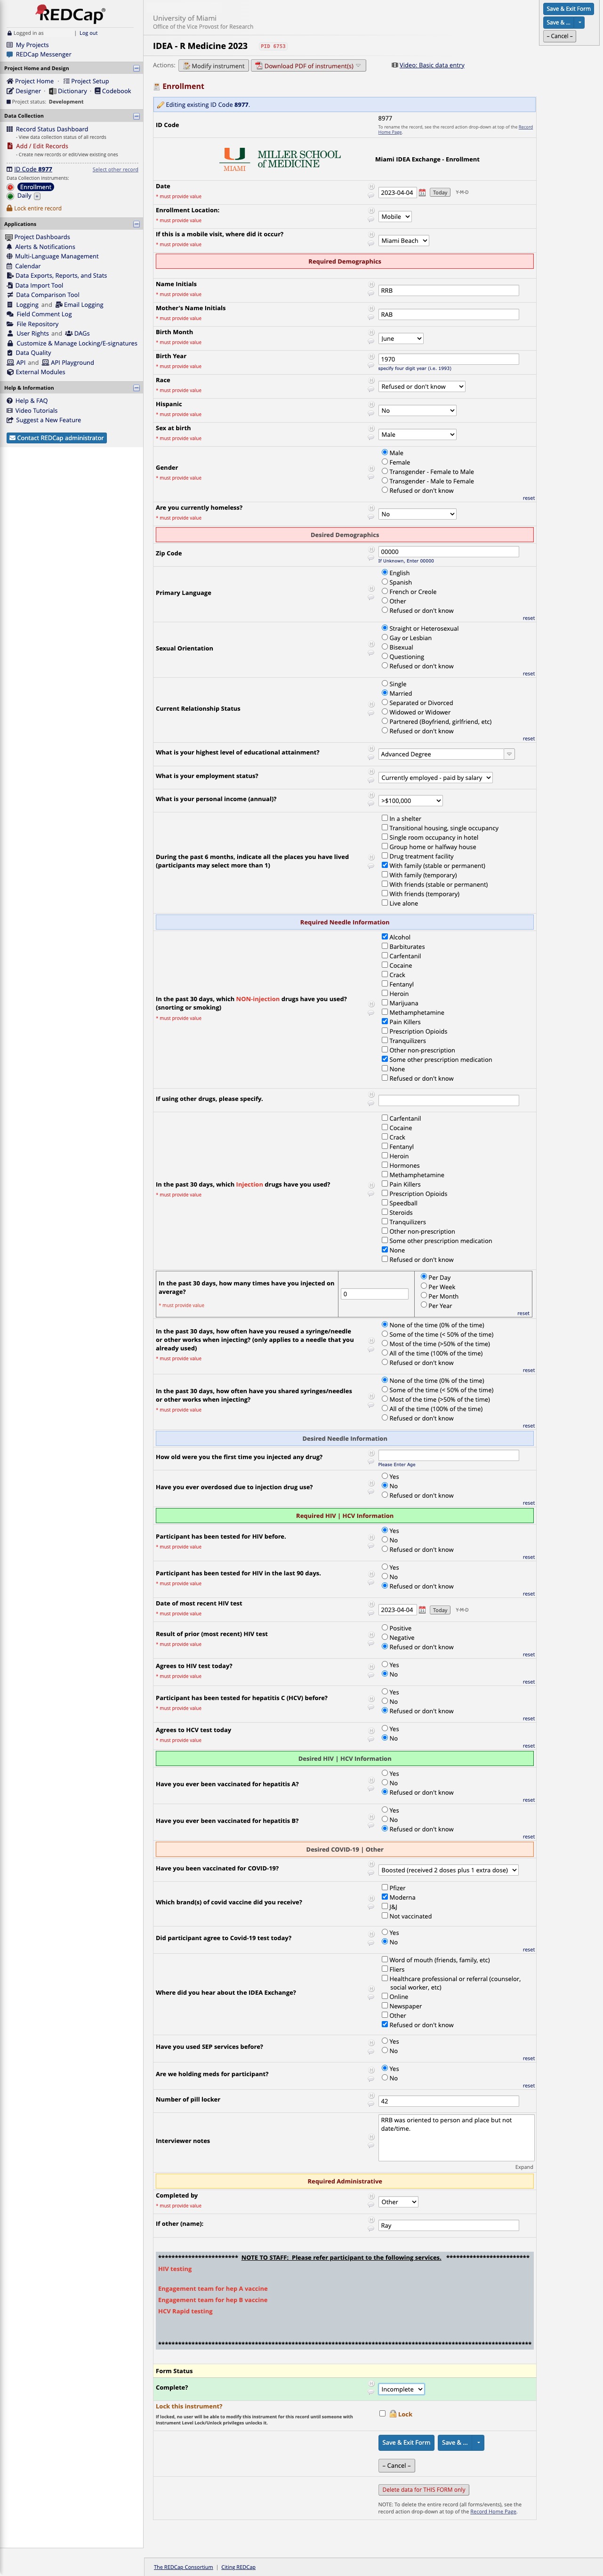 REDCap
Logged in as | Log out
My Projects
REDCap Messenger
Project Home and Design
Project Home · Project Setup
Designer · Dictionary · Codebook
Project status: Development
Data Collection
Record Status Dashboard
- View data collection status of all records
Add / Edit Records
- Create new records or edit/view existing ones
ID Code 8977 Select other record
Data Collection Instruments:
Enrollment
Daily +
Lock entire record
Applications
Project Dashboards
Alerts & Notifications
Multi-Language Management
Calendar
Data Exports, Reports, and Stats
Data Import Tool
Data Comparison Tool
Logging and Email Logging
Field Comment Log
File Repository
User Rights and DAGs
Customize & Manage Locking/E-signatures
Data Quality
API and API Playground
External Modules
Help & Information
Help & FAQ
Video Tutorials
Suggest a New Feature
Contact REDCap administrator
University of Miami
Office of the Vice Provost for Research
Save & Exit Form
Save & ...
-- Cancel --
IDEA - R Medicine 2023 PID 6753
Actions: Modify instrument Download PDF of instrument(s) Video: Basic data entry
Enrollment
Editing existing ID Code 8977.
ID Code 8977
To rename the record, see the record action drop-down at top of the Record
Home Page.
U MIAMI MILLER SCHOOL of MEDICINE
Miami IDEA Exchange - Enrollment
Date
* must provide value
2023-04-04 Today Y-M-D
Enrollment Location:
* must provide value
Mobile
If this is a mobile visit, where did it occur?
* must provide value
Miami Beach
Required Demographics
Name Initials
* must provide value
RRB
Mother's Name Initials
* must provide value
RAB
Birth Month
* must provide value
June
Birth Year
* must provide value
1970
specify four digit year (i.e. 1993)
Race
* must provide value
Refused or don't know
Hispanic
* must provide value
No
Sex at birth
* must provide value
Male
Gender
* must provide value
Male
Female
Transgender - Female to Male
Transgender - Male to Female
Refused or don't know
reset
Are you currently homeless?
* must provide value
No
Desired Demographics
Zip Code
00000
If Unknown, Enter 00000
Primary Language
English
Spanish
French or Creole
Other
Refused or don't know
reset
Sexual Orientation
Straight or Heterosexual
Gay or Lesbian
Bisexual
Questioning
Refused or don't know
reset
Current Relationship Status
Single
Married
Separated or Divorced
Widowed or Widower
Partnered (Boyfriend, girlfriend, etc)
Refused or don't know
reset
What is your highest level of educational attainment?
Advanced Degree
What is your employment status?
Currently employed - paid by salary
What is your personal income (annual)?
>$100,000
During the past 6 months, indicate all the places you have lived
(participants may select more than 1)
In a shelter
Transitional housing, single occupancy
Single room occupancy in hotel
Group home or halfway house
Drug treatment facility
With family (stable or permanent)
With family (temporary)
With friends (stable or permanent)
With friends (temporary)
Live alone
Required Needle Information
In the past 30 days, which NON-injection drugs have you used?
(snorting or smoking)
* must provide value
Alcohol
Barbiturates
Carfentanil
Cocaine
Crack
Fentanyl
Heroin
Marijuana
Methamphetamine
Pain Killers
Prescription Opioids
Tranquilizers
Other non-prescription
Some other prescription medication
None
Refused or don't know
If using other drugs, please specify.
In the past 30 days, which Injection drugs have you used?
* must provide value
Carfentanil
Cocaine
Crack
Fentanyl
Heroin
Hormones
Methamphetamine
Pain Killers
Prescription Opioids
Speedball
Steroids
Tranquilizers
Other non-prescription
Some other prescription medication
None
Refused or don't know
In the past 30 days, how many times have you injected on
average?
* must provide value
0
Per Day
Per Week
Per Month
Per Year
reset
In the past 30 days, how often have you reused a syringe/needle
or other works when injecting? (only applies to a needle that you
already used)
* must provide value
None of the time (0% of the time)
Some of the time (< 50% of the time)
Most of the time (>50% of the time)
All of the time (100% of the time)
Refused or don't know
reset
In the past 30 days, how often have you shared syringes/needles
or other works when injecting?
* must provide value
None of the time (0% of the time)
Some of the time (< 50% of the time)
Most of the time (>50% of the time)
All of the time (100% of the time)
Refused or don't know
reset
Desired Needle Information
How old were you the first time you injected any drug?
Please Enter Age
Have you ever overdosed due to injection drug use?
Yes
No
Refused or don't know
reset
Required HIV | HCV Information
Participant has been tested for HIV before.
* must provide value
Yes
No
Refused or don't know
reset
Participant has been tested for HIV in the last 90 days.
* must provide value
Yes
No
Refused or don't know
reset
Date of most recent HIV test
* must provide value
2023-04-04 Today Y-M-D
Result of prior (most recent) HIV test
* must provide value
Positive
Negative
Refused or don't know
reset
Agrees to HIV test today?
* must provide value
Yes
No
reset
Participant has been tested for hepatitis C (HCV) before?
* must provide value
Yes
No
Refused or don't know
reset
Agrees to HCV test today
* must provide value
Yes
No
reset
Desired HIV | HCV Information
Have you ever been vaccinated for hepatitis A?
Yes
No
Refused or don't know
reset
Have you ever been vaccinated for hepatitis B?
Yes
No
Refused or don't know
reset
Desired COVID-19 | Other
Have you been vaccinated for COVID-19?
Boosted (received 2 doses plus 1 extra dose)
Which brand(s) of covid vaccine did you receive?
Pfizer
Moderna
J&J
Not vaccinated
Did participant agree to Covid-19 test today?
Yes
No
reset
Where did you hear about the IDEA Exchange?
Word of mouth (friends, family, etc)
Fliers
Healthcare professional or referral (counselor,
social worker, etc)
Online
Newspaper
Other
Refused or don't know
Have you used SEP services before?
Yes
No
reset
Are we holding meds for participant?
Yes
No
reset
Number of pill locker
42
Interviewer notes
RRB was oriented to person and place but not
date/time.
Expand
Required Administrative
Completed by
* must provide value
Other
If other (name):
Ray
************************ NOTE TO STAFF: Please refer participant to the following services. *************************
HIV testing
Engagement team for hep A vaccine
Engagement team for hep B vaccine
HCV Rapid testing
****************************************************************************************************************
Form Status
Complete?
Incomplete
Lock this instrument?
If locked, no user will be able to modify this instrument for this record until someone with
Instrument Level Lock/Unlock privileges unlocks it.
Lock
Save & Exit Form Save & ...
-- Cancel --
Delete data for THIS FORM only
NOTE: To delete the entire record (all forms/events), see the
record action drop-down at top of the Record Home Page.
The REDCap Consortium | Citing REDCap